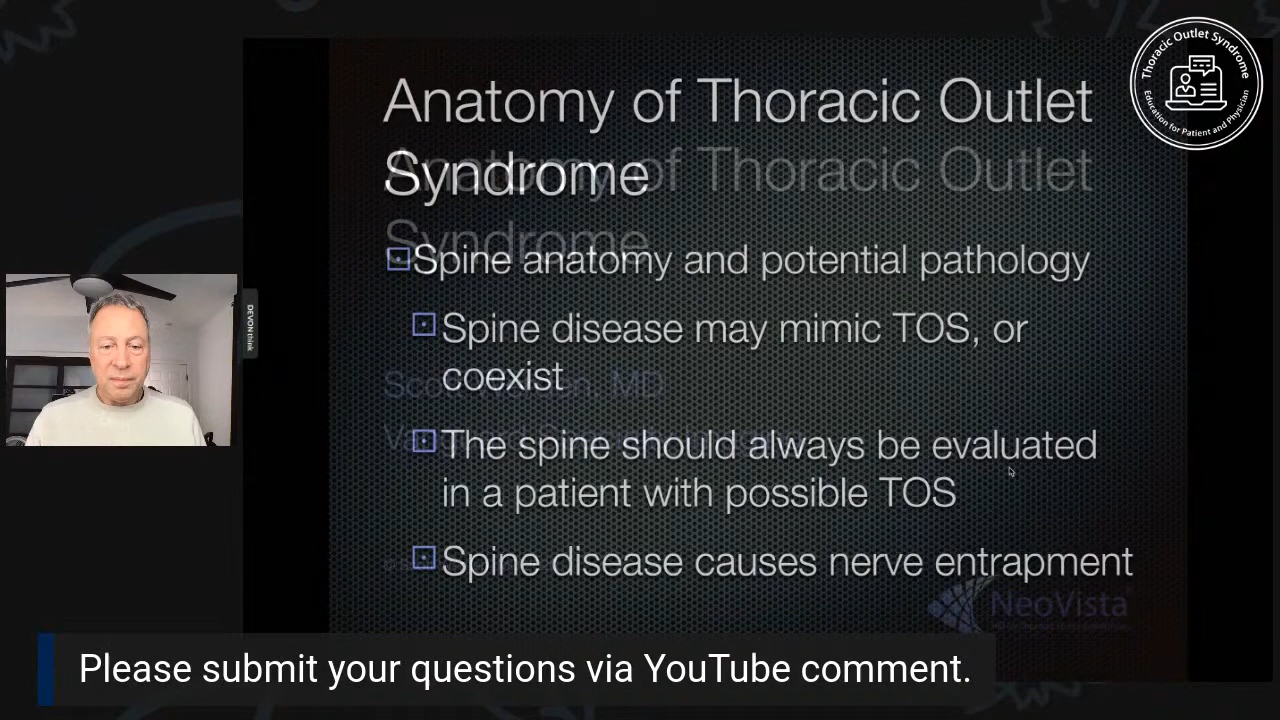 Thoracic Outlet Syndrome
Education for Patient and Physician
Anatomy of Thoracic Outlet
Syndrome
Anatomy of Thoracic Outlet
Syndrome
Spine anatomy and potential pathology
Spine disease may mimic TOS, or
coexist
MD
The spine should always be evaluated
in a patient with possible TOS
Spine disease causes nerve entrapment
NeoVista
DEVONthink
Please submit your questions via YouTube comment.